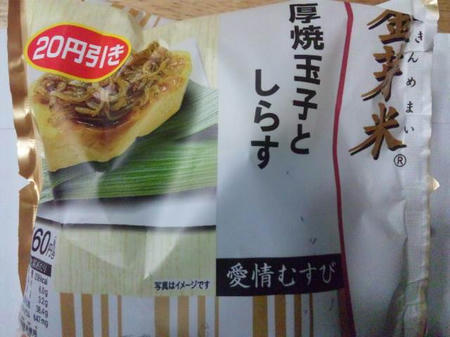 20円引き
金芽米®
きんめまい
厚焼玉子と
しらす
愛情むすび
写真はイメージです